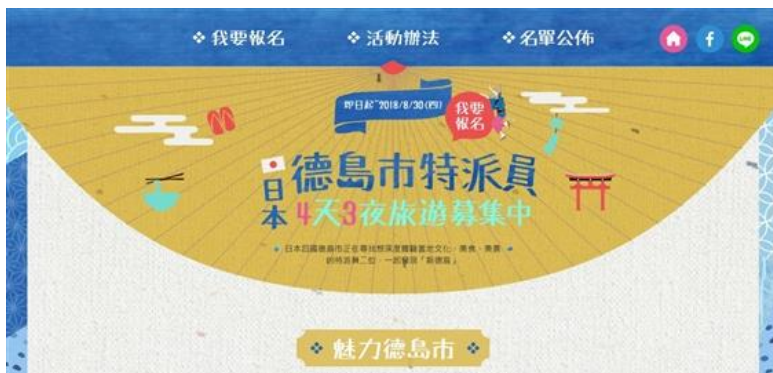 我要報名
活動辦法
名單公佈
f
LINE
即日起~2018/8/30(四)
我要
報名
日本
德島市特派員
4天3夜旅遊募集中
日本四國德島市正在尋找想深度體驗當地文化、美食、美景
的特派員二位,一起發現「新德島」
魅力德島市